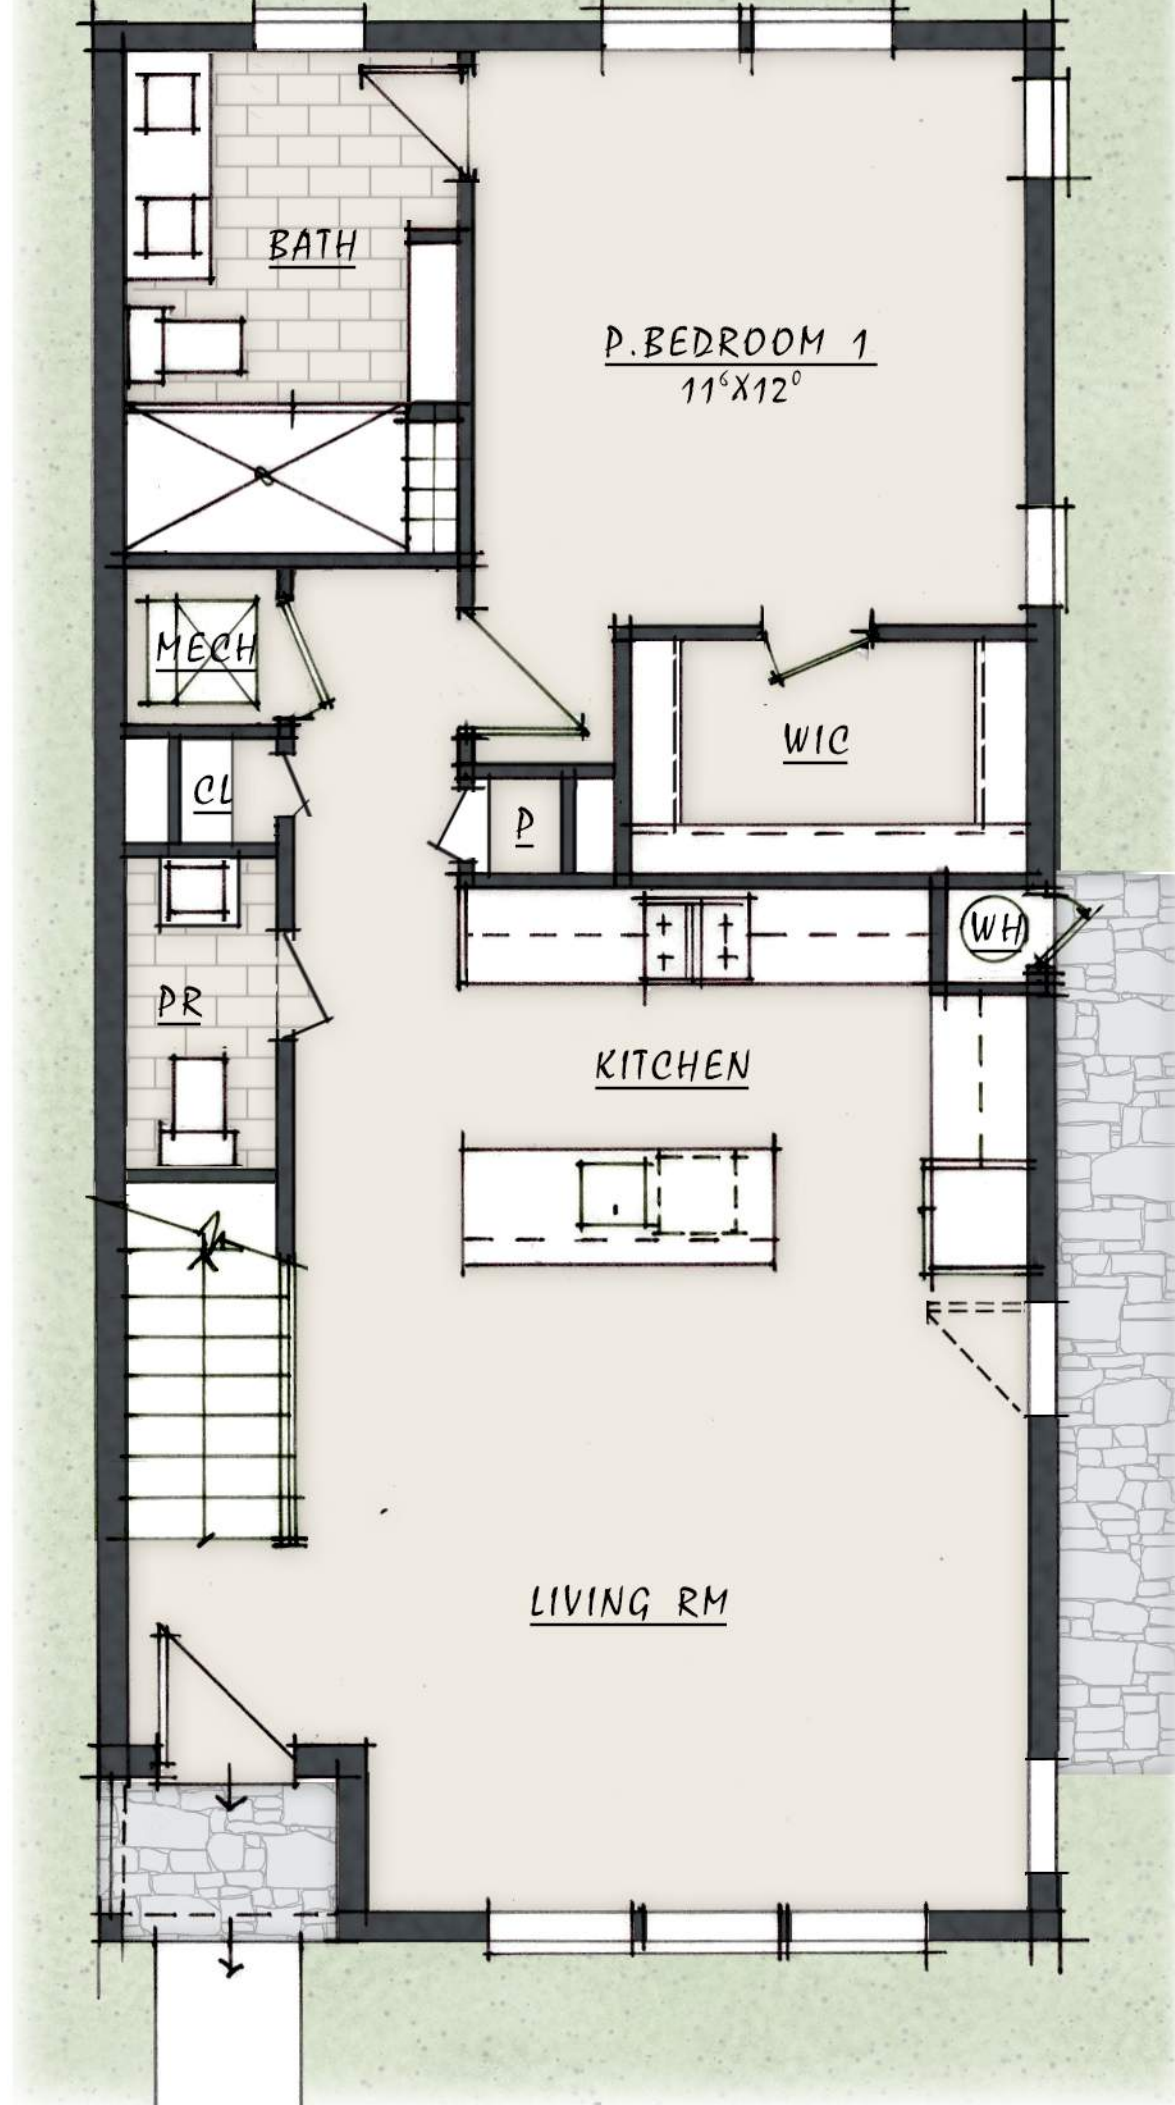 BATH
P.BEDROOM 1
11⁶X12⁰
MECH
WIC
CL
P
WH
PR
KITCHEN
LIVING RM